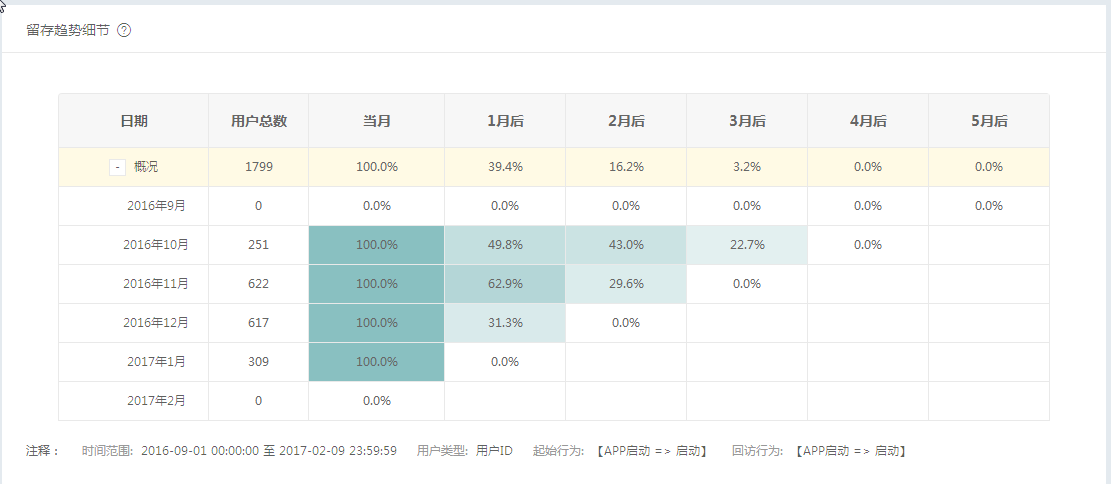 留存趋势细节 ?
日期 用户总数 当月 1月后 2月后 3月后 4月后 5月后
- 概况 1799 100.0% 39.4% 16.2% 3.2% 0.0% 0.0%
2016年9月 0 0.0% 0.0% 0.0% 0.0% 0.0% 0.0%
2016年10月 251 100.0% 49.8% 43.0% 22.7% 0.0%
2016年11月 622 100.0% 62.9% 29.6% 0.0%
2016年12月 617 100.0% 31.3% 0.0%
2017年1月 309 100.0% 0.0%
2017年2月 0 0.0%
注释： 时间范围: 2016-09-01 00:00:00 至 2017-02-09 23:59:59 用户类型: 用户ID 起始行为: 【APP启动 => 启动】 回访行为: 【APP启动 => 启动】